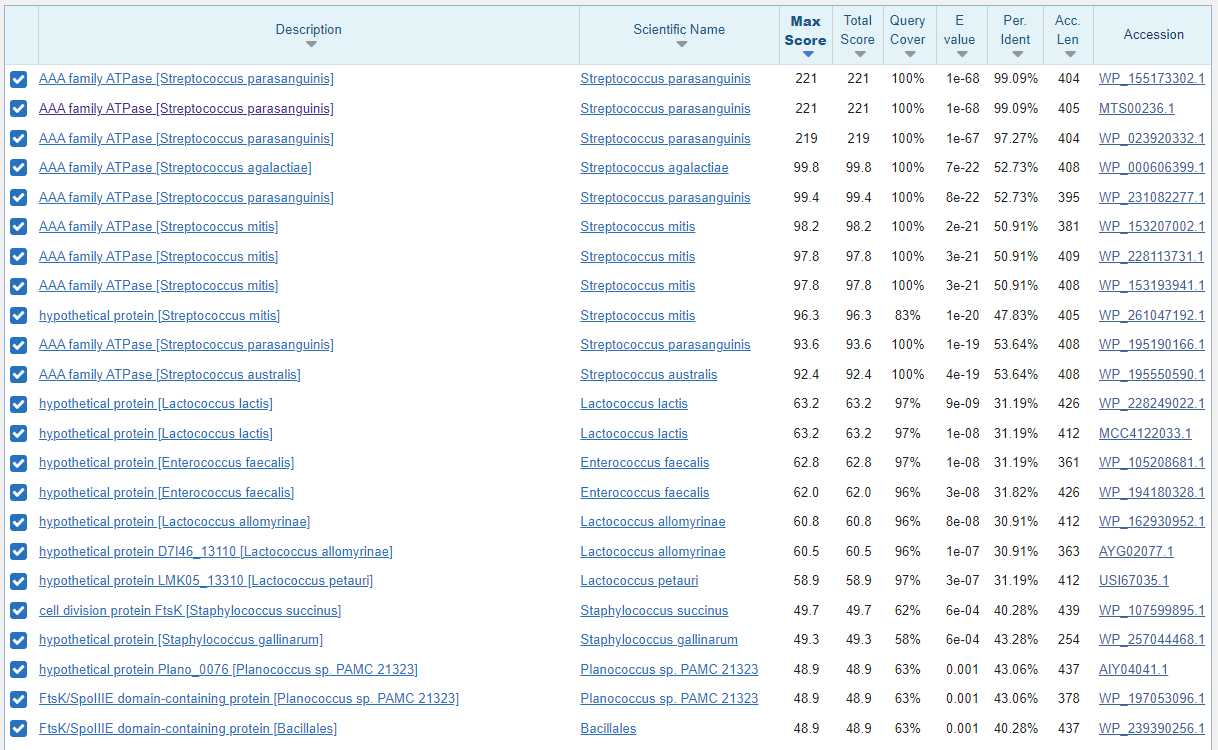 Description Scientific Name Max Score Total Score Query Cover E value Per. Ident Acc. Len Accession
AAA family ATPase [Streptococcus parasanguinis] Streptococcus parasanguinis 221 221 100% 1e-68 99.09% 404 WP_155173302.1
AAA family ATPase [Streptococcus parasanguinis] Streptococcus parasanguinis 221 221 100% 1e-68 99.09% 405 MTS00236.1
AAA family ATPase [Streptococcus parasanguinis] Streptococcus parasanguinis 219 219 100% 1e-67 97.27% 404 WP_023920332.1
AAA family ATPase [Streptococcus agalactiae] Streptococcus agalactiae 99.8 99.8 100% 7e-22 52.73% 408 WP_000606399.1
AAA family ATPase [Streptococcus parasanguinis] Streptococcus parasanguinis 99.4 99.4 100% 8e-22 52.73% 395 WP_231082277.1
AAA family ATPase [Streptococcus mitis] Streptococcus mitis 98.2 98.2 100% 2e-21 50.91% 381 WP_153207002.1
AAA family ATPase [Streptococcus mitis] Streptococcus mitis 97.8 97.8 100% 3e-21 50.91% 409 WP_228113731.1
AAA family ATPase [Streptococcus mitis] Streptococcus mitis 97.8 97.8 100% 3e-21 50.91% 408 WP_153193941.1
hypothetical protein [Streptococcus mitis] Streptococcus mitis 96.3 96.3 83% 1e-20 47.83% 405 WP_261047192.1
AAA family ATPase [Streptococcus parasanguinis] Streptococcus parasanguinis 93.6 93.6 100% 1e-19 53.64% 408 WP_195190166.1
AAA family ATPase [Streptococcus australis] Streptococcus australis 92.4 92.4 100% 4e-19 53.64% 408 WP_195550590.1
hypothetical protein [Lactococcus lactis] Lactococcus lactis 63.2 63.2 97% 9e-09 31.19% 426 WP_228249022.1
hypothetical protein [Lactococcus lactis] Lactococcus lactis 63.2 63.2 97% 1e-08 31.19% 412 MCC4122033.1
hypothetical protein [Enterococcus faecalis] Enterococcus faecalis 62.8 62.8 97% 1e-08 31.19% 361 WP_105208681.1
hypothetical protein [Enterococcus faecalis] Enterococcus faecalis 62.0 62.0 96% 3e-08 31.82% 426 WP_194180328.1
hypothetical protein [Lactococcus allomyrinae] Lactococcus allomyrinae 60.8 60.8 96% 8e-08 30.91% 412 WP_162930952.1
hypothetical protein D7I46_13110 [Lactococcus allomyrinae] Lactococcus allomyrinae 60.5 60.5 96% 1e-07 30.91% 363 AYG02077.1
hypothetical protein LMK05_13310 [Lactococcus petauri] Lactococcus petauri 58.9 58.9 97% 3e-07 31.19% 412 USI67035.1
cell division protein FtsK [Staphylococcus succinus] Staphylococcus succinus 49.7 49.7 62% 6e-04 40.28% 439 WP_107599895.1
hypothetical protein [Staphylococcus gallinarum] Staphylococcus gallinarum 49.3 49.3 58% 6e-04 43.28% 254 WP_257044468.1
hypothetical protein Plano_0076 [Planococcus sp. PAMC 21323] Planococcus sp. PAMC 21323 48.9 48.9 63% 0.001 43.06% 437 AIY04041.1
FtsK/SpoIIIE domain-containing protein [Planococcus sp. PAMC 21323] Planococcus sp. PAMC 21323 48.9 48.9 63% 0.001 43.06% 378 WP_197053096.1
FtsK/SpoIIIE domain-containing protein [Bacillales] Bacillales 48.9 48.9 63% 0.001 40.28% 437 WP_239390256.1